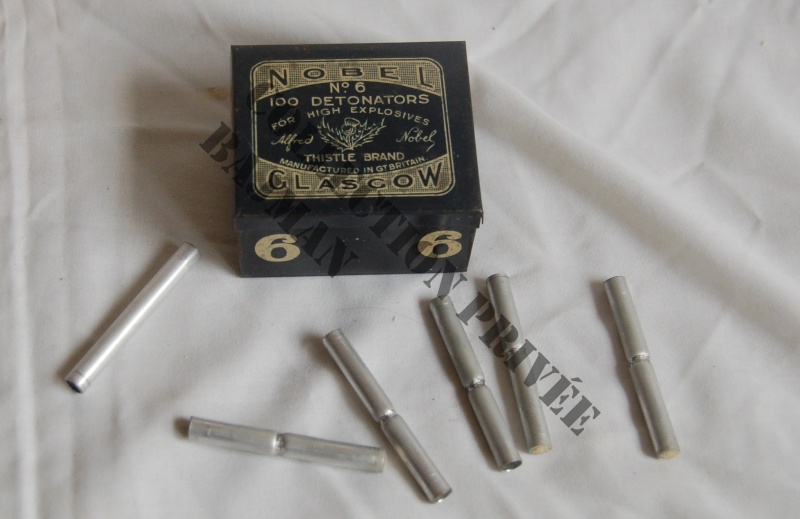 NOBEL
Nº 6
100 DETONATORS
FOR HIGH EXPLOSIVES
Alfred Nobel
THISTLE BRAND
MANUFACTURED IN GT BRITAIN.
GLASGOW
6 6
COLLECTION PRIVÉE
BAGMAN